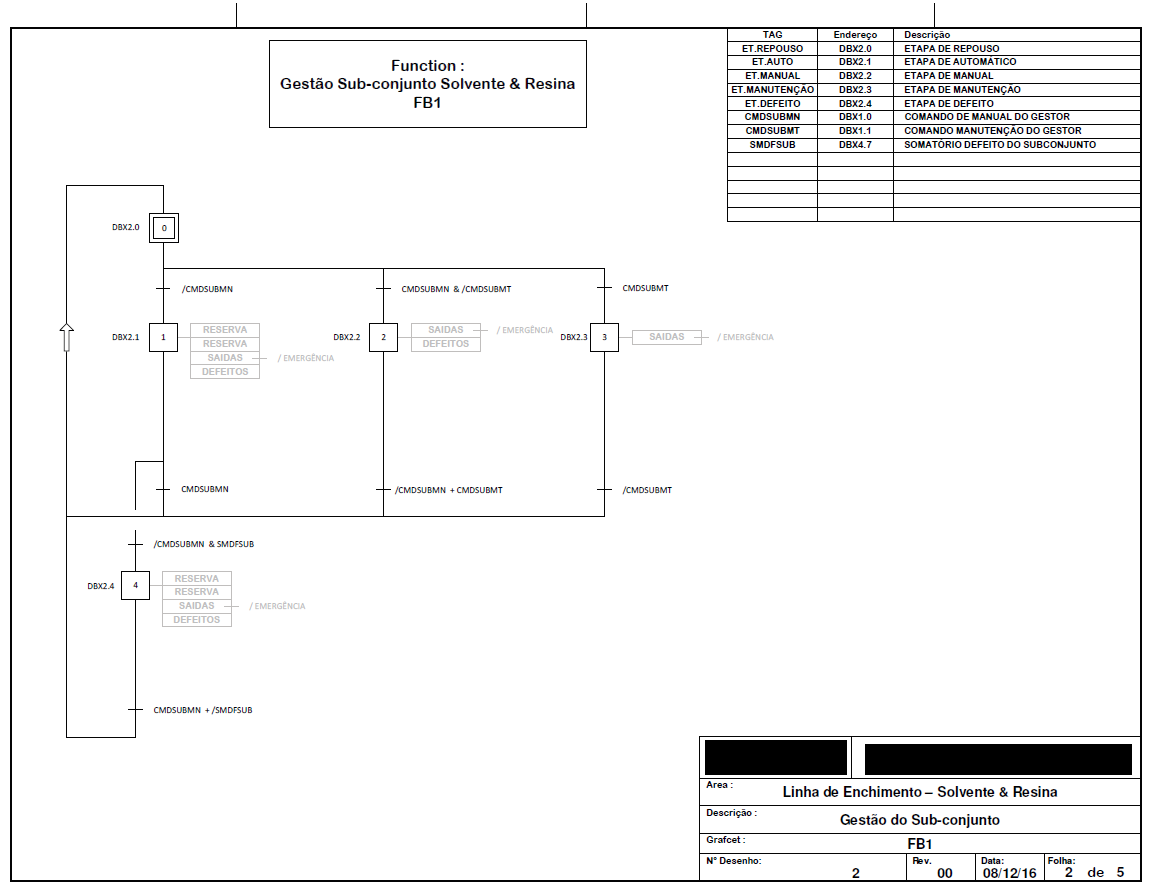 Function :
Gestão Sub-conjunto Solvente & Resina
FB1
TAG Endereço Descrição
ET.REPOUSO DBX2.0 ETAPA DE REPOUSO
ET.AUTO DBX2.1 ETAPA DE AUTOMÁTICO
ET.MANUAL DBX2.2 ETAPA DE MANUAL
ET.MANUTENÇÃO DBX2.3 ETAPA DE MANUTENÇÃO
ET.DEFEITO DBX2.4 ETAPA DE DEFEITO
CMDSUBMN DBX1.0 COMANDO DE MANUAL DO GESTOR
CMDSUBMT DBX1.1 COMANDO MANUTENÇÃO DO GESTOR
SMDFSUB DBX4.7 SOMATÓRIO DEFEITO DO SUBCONJUNTO
DBX2.0 0
/CMDSUBMN CMDSUBMN & /CMDSUBMT CMDSUBMT
DBX2.1 1
RESERVA
RESERVA
SAIDAS / EMERGÊNCIA
DEFEITOS
DBX2.2 2
SAIDAS / EMERGÊNCIA
DEFEITOS
DBX2.3 3
SAIDAS / EMERGÊNCIA
CMDSUBMN /CMDSUBMN + CMDSUBMT /CMDSUBMT
/CMDSUBMN & SMDFSUB
DBX2.4 4
RESERVA
RESERVA
SAIDAS / EMERGÊNCIA
DEFEITOS
CMDSUBMN + /SMDFSUB
Area :
Linha de Enchimento – Solvente & Resina
Descrição :
Gestão do Sub-conjunto
Grafcet :
FB1
Nº Desenho: Rev. Data: Folha:
2 00 08/12/16 2 de 5